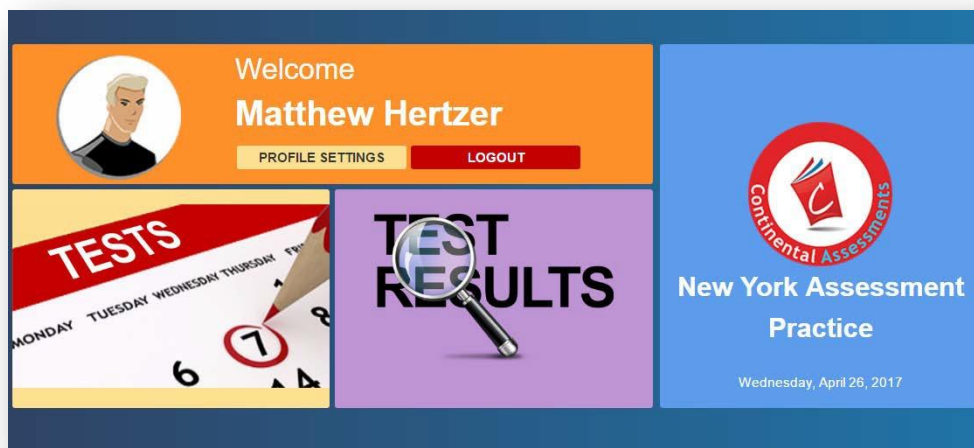 Welcome
Matthew Hertzer
PROFILE SETTINGS
LOGOUT
TESTS
MONDAY TUESDAY WEDNESDAY THURSDAY
7
8
6
14
TEST
RESULTS
Continental Assessments
C
New York Assessment
Practice
Wednesday, April 26, 2017